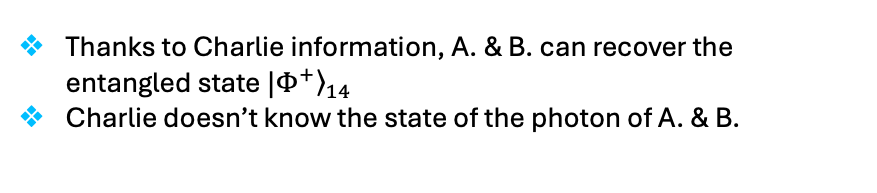 ❖ Thanks to Charlie information, A. & B. can recover the
entangled state |Φ⁺⟩₁₄
❖ Charlie doesn’t know the state of the photon of A. & B.